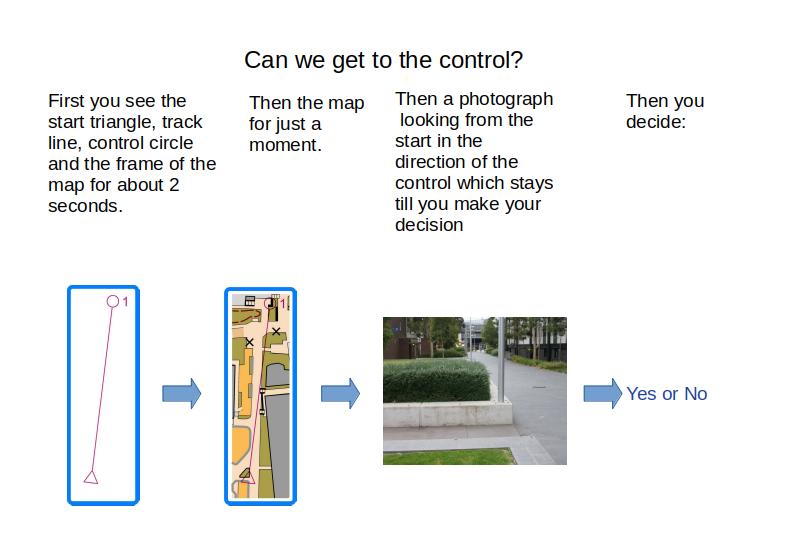 Can we get to the control?
First you see the
start triangle, track
line, control circle
and the frame of the
map for about 2
seconds.
Then the map
for just a
moment.
Then a photograph
looking from the
start in the
direction of the
control which stays
till you make your
decision
Then you
decide:
1
1
Yes or No